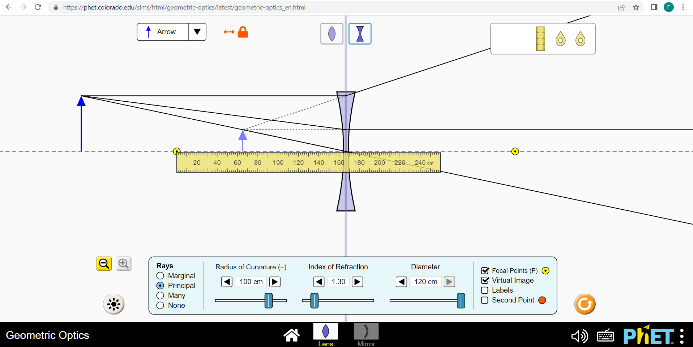 https://phet.colorado.edu/sims/html/geometric-optics/latest/geometric-optics_en.html
Arrow
20 40 60 80 100 120 140 160 180 200 220 240 cm
Rays
Marginal
Principal
Many
None
Radius of Curvature (−)
100 cm
Index of Refraction
1.30
Diameter
120 cm
Focal Points (F)
Virtual Image
Labels
Second Point
Geometric Optics
Lens
Mirror
PhET